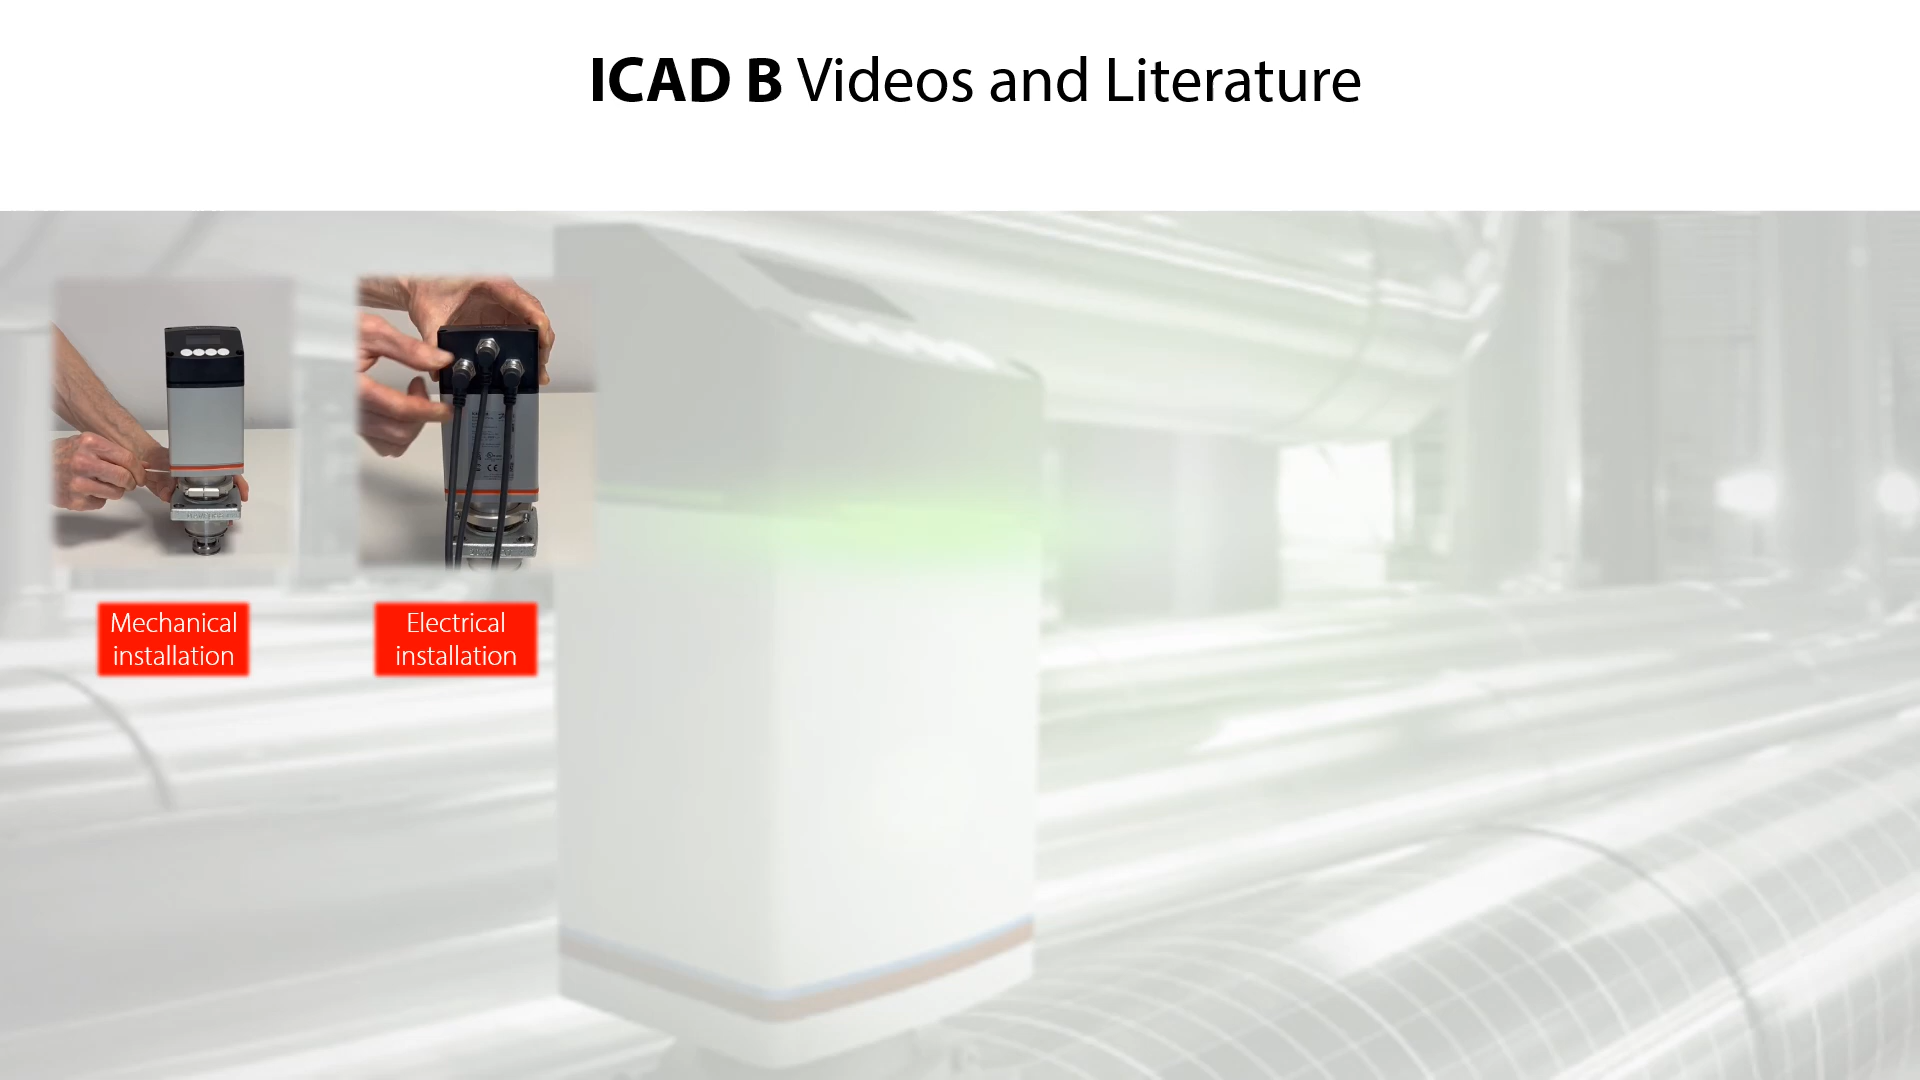 ICAD B Videos and Literature
Mechanical
installation
Electrical
installation